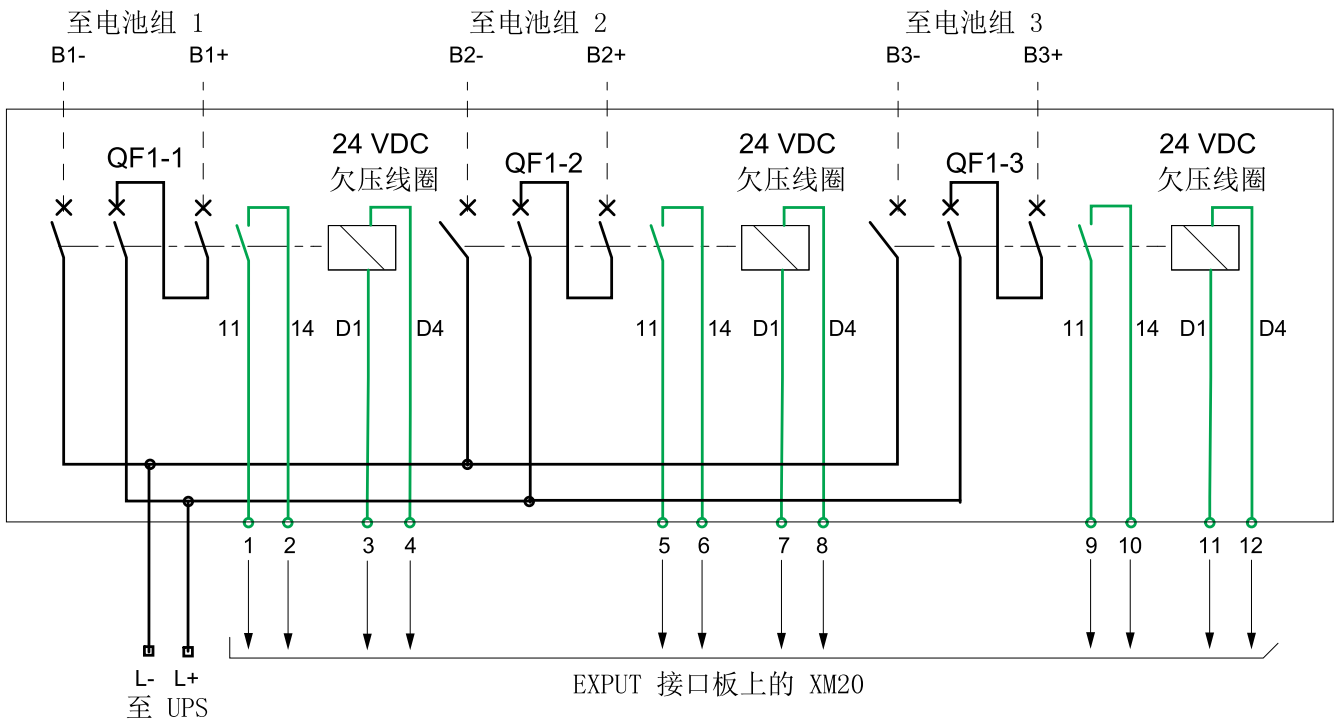 至电池组 1 至电池组 2 至电池组 3
B1- B1+ B2- B2+ B3- B3+
QF1-1 24 VDC QF1-2 24 VDC QF1-3 24 VDC
欠压线圈 欠压线圈 欠压线圈
11 14 D1 D4 11 14 D1 D4 11 14 D1 D4
1 2 3 4 5 6 7 8 9 10 11 12
L- L+ EXPUT 接口板上的 XM20
至 UPS